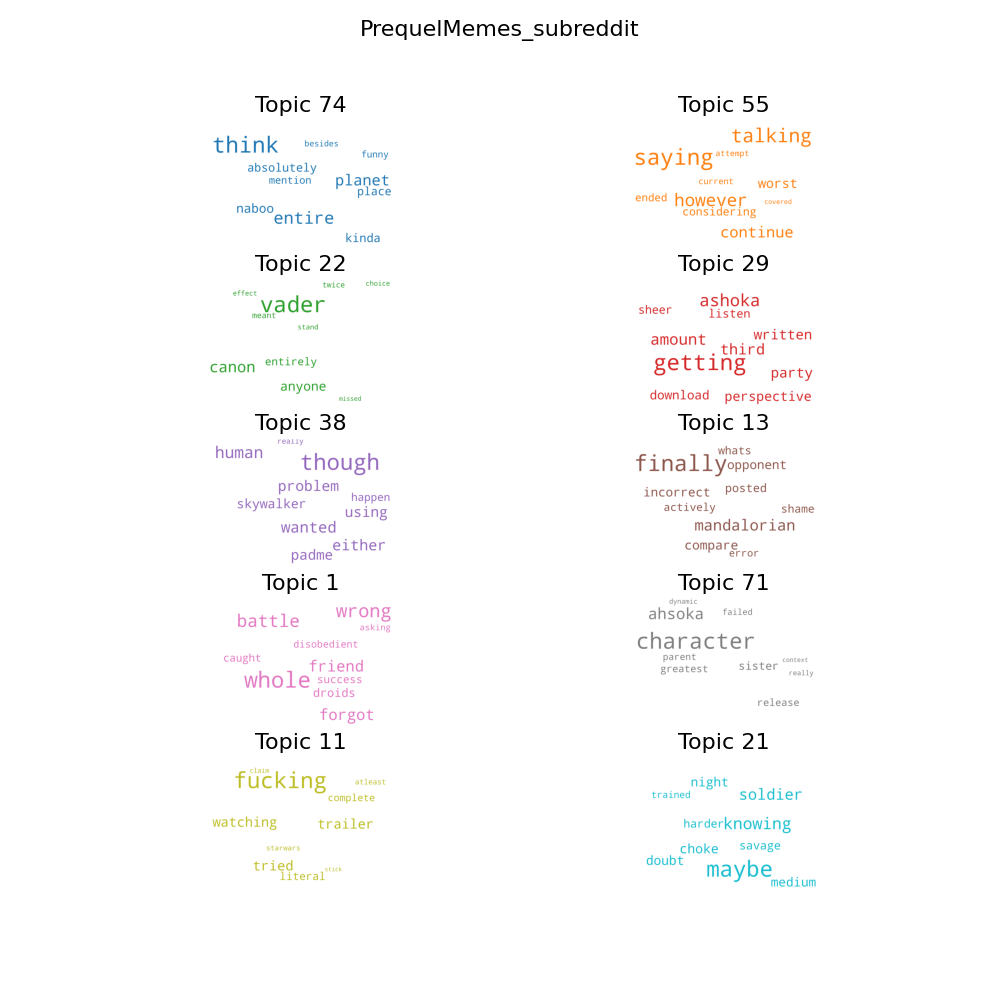 PrequelMemes_subreddit
Topic 74
think
besides
funny
absolutely
mention
planet
place
naboo
entire
kinda
Topic 55
talking
saying
attempt
current
worst
ended
however
covered
considering
continue
Topic 22
twice
choice
effect
vader
meant
stand
canon
entirely
anyone
missed
Topic 29
ashoka
sheer
listen
written
amount
third
getting
party
download
perspective
Topic 38
really
human
though
problem
happen
skywalker
using
wanted
either
padme
Topic 13
whats
finally
opponent
incorrect
posted
actively
shame
mandalorian
compare
error
Topic 1
wrong
battle
asking
disobedient
caught
friend
whole
success
droids
forgot
Topic 71
dynamic
ahsoka
failed
character
parent
context
greatest
sister
really
release
Topic 11
claim
fucking
atleast
complete
watching
trailer
starwars
tried
literal
stick
Topic 21
night
trained
soldier
harder
knowing
choke
savage
doubt
maybe
medium